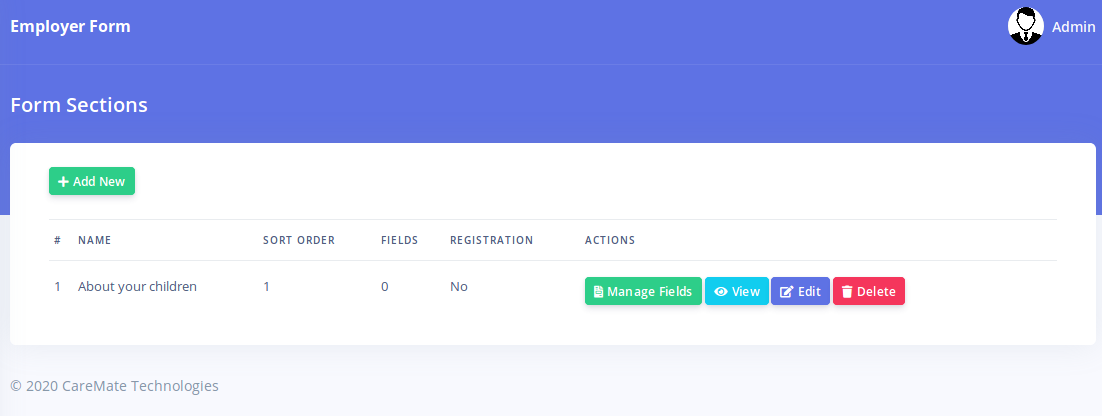 Employer Form
Admin
Form Sections
Add New
# NAME SORT ORDER FIELDS REGISTRATION ACTIONS
1 About your children 1 0 No Manage Fields View Edit Delete
© 2020 CareMate Technologies